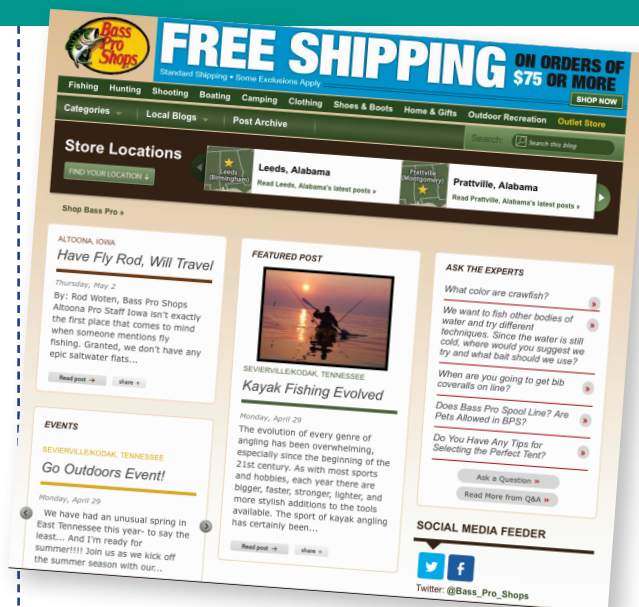 Bass
Pro
Shops
FREE SHIPPING
ON ORDERS OF
$75 OR MORE
Standard Shipping • Some Exclusions Apply
SHOP NOW
Fishing Hunting Shooting Boating Camping Clothing Shoes & Boots Home & Gifts Outdoor Recreation Outlet Store
Categories Local Blogs Post Archive
Search: Search this blog
Store Locations
FIND YOUR LOCATION
Leeds
(Birmingham)
Leeds, Alabama
Read Leeds, Alabama's latest posts »
Prattville
(Montgomery)
Prattville, Alabama
Read Prattville, Alabama's latest posts »
Shop Bass Pro »
ALTOONA, IOWA
Have Fly Rod, Will Travel
Thursday, May 2
By: Rod Woten, Bass Pro Shops
Altoona Pro Staff Iowa isn't exactly
the first place that comes to mind
when someone mentions fly
fishing. Granted, we don't have any
epic saltwater flats...
Read post → share +
EVENTS
SEVIERVILLE/KODAK, TENNESSEE
Go Outdoors Event!
Monday, April 29
We have had an unusual spring in
East Tennessee this year- to say the
least... And I'm ready for
summer!!!! Join us as we kick off
the summer season with our...
FEATURED POST
SEVIERVILLE/KODAK, TENNESSEE
Kayak Fishing Evolved
Monday, April 29
The evolution of every genre of
angling has been overwhelming,
especially since the beginning of the
21st century. As with most sports
and hobbies, each year there are
bigger, faster, stronger, lighter, and
more stylish additions to the tools
available. The sport of kayak angling
has certainly been...
Read post → share +
ASK THE EXPERTS
What color are crawfish? »
We want to fish other bodies of
water and try different
techniques. Since the water is still
cold, where would you suggest we
try and what bait should we use? »
When are you going to get bib
coveralls on line? »
Does Bass Pro Spool Line? Are
Pets Allowed in BPS? »
Do You Have Any Tips for
Selecting the Perfect Tent? »
Ask a Question »
Read More from Q&A »
SOCIAL MEDIA FEEDER
Twitter: @Bass_Pro_Shops